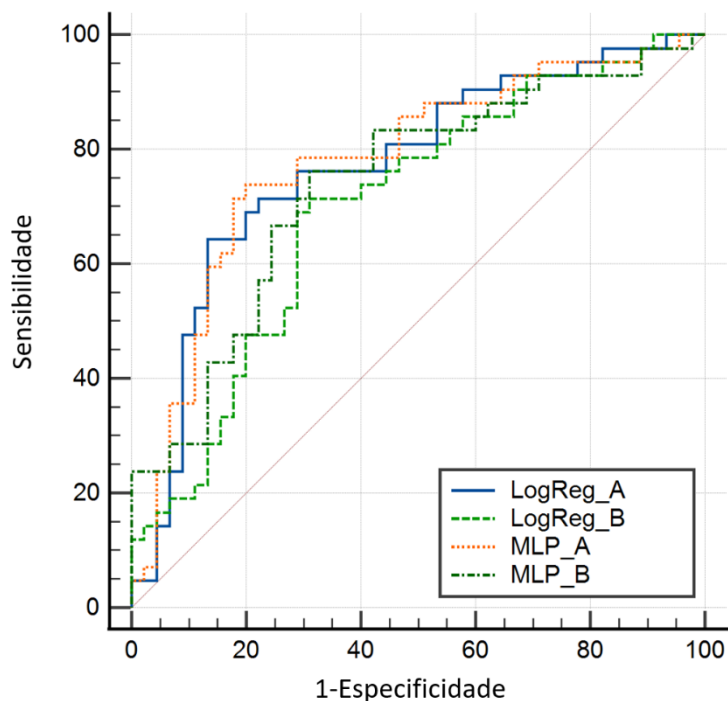 100
80
60
40
20
0
Sensibilidade
LogReg_A
LogReg_B
MLP_A
MLP_B
0 20 40 60 80 100
1-Especificidade